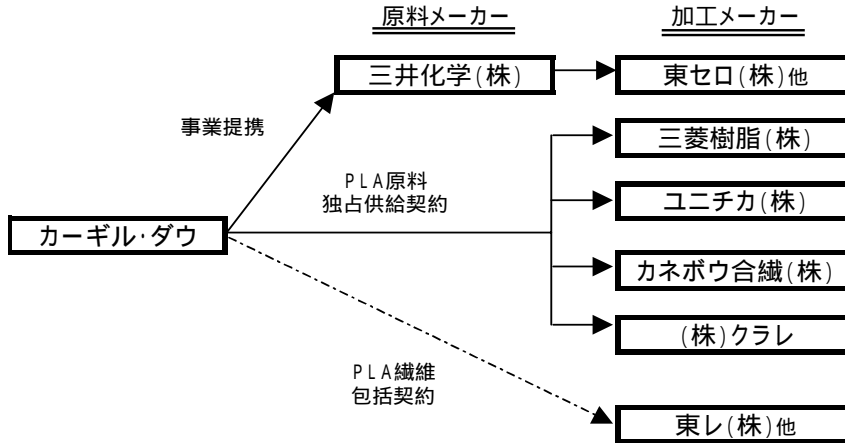 原料メーカー
加工メーカー
三井化学(株)
東セロ(株)他
事業提携
三菱樹脂(株)
PLA原料
独占供給契約
ユニチカ(株)
カーギル・ダウ
カネボウ合繊(株)
(株)クラレ
PLA繊維
包括契約
東レ(株)他